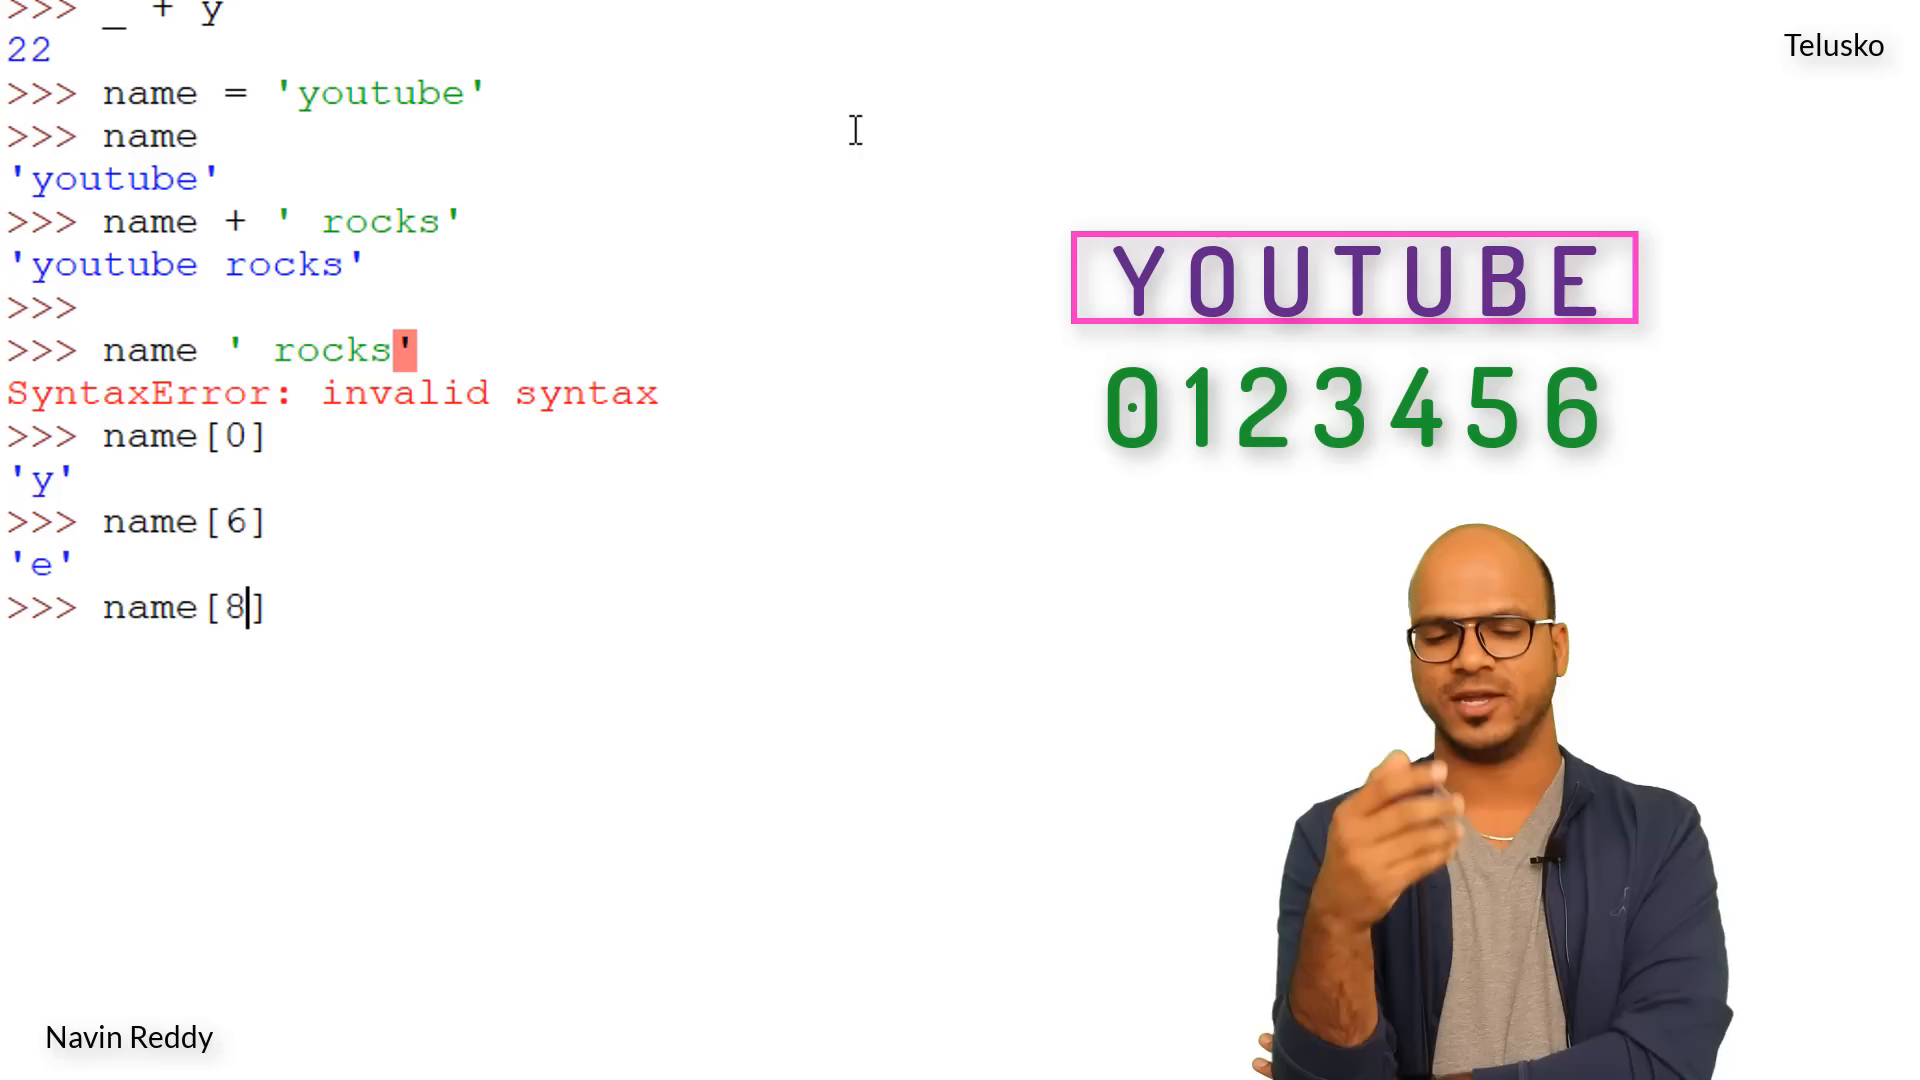 >>> _ + y
22
>>> name = 'youtube'
>>> name
'youtube'
>>> name + ' rocks'
'youtube rocks'
>>>
>>> name ' rocks'
SyntaxError: invalid syntax
>>> name[0]
'y'
>>> name[6]
'e'
>>> name[8]
Telusko
YOUTUBE
0123456
Navin Reddy